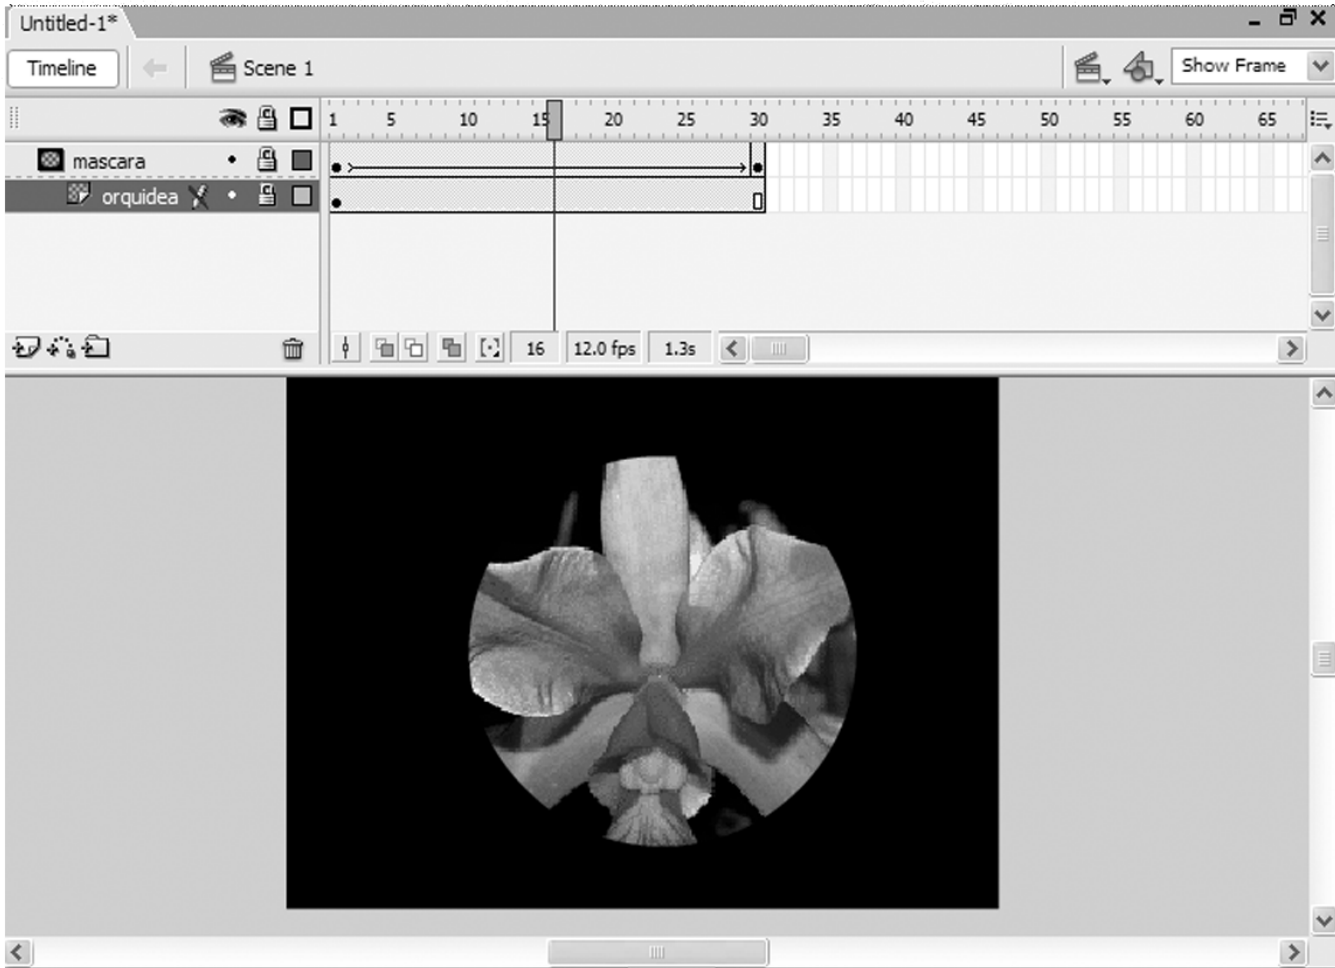 Untitled-1*
Timeline Scene 1 Show Frame
1 5 10 15 20 25 30 35 40 45 50 55 60 65
mascara
orquidea
16 12.0 fps 1.3s